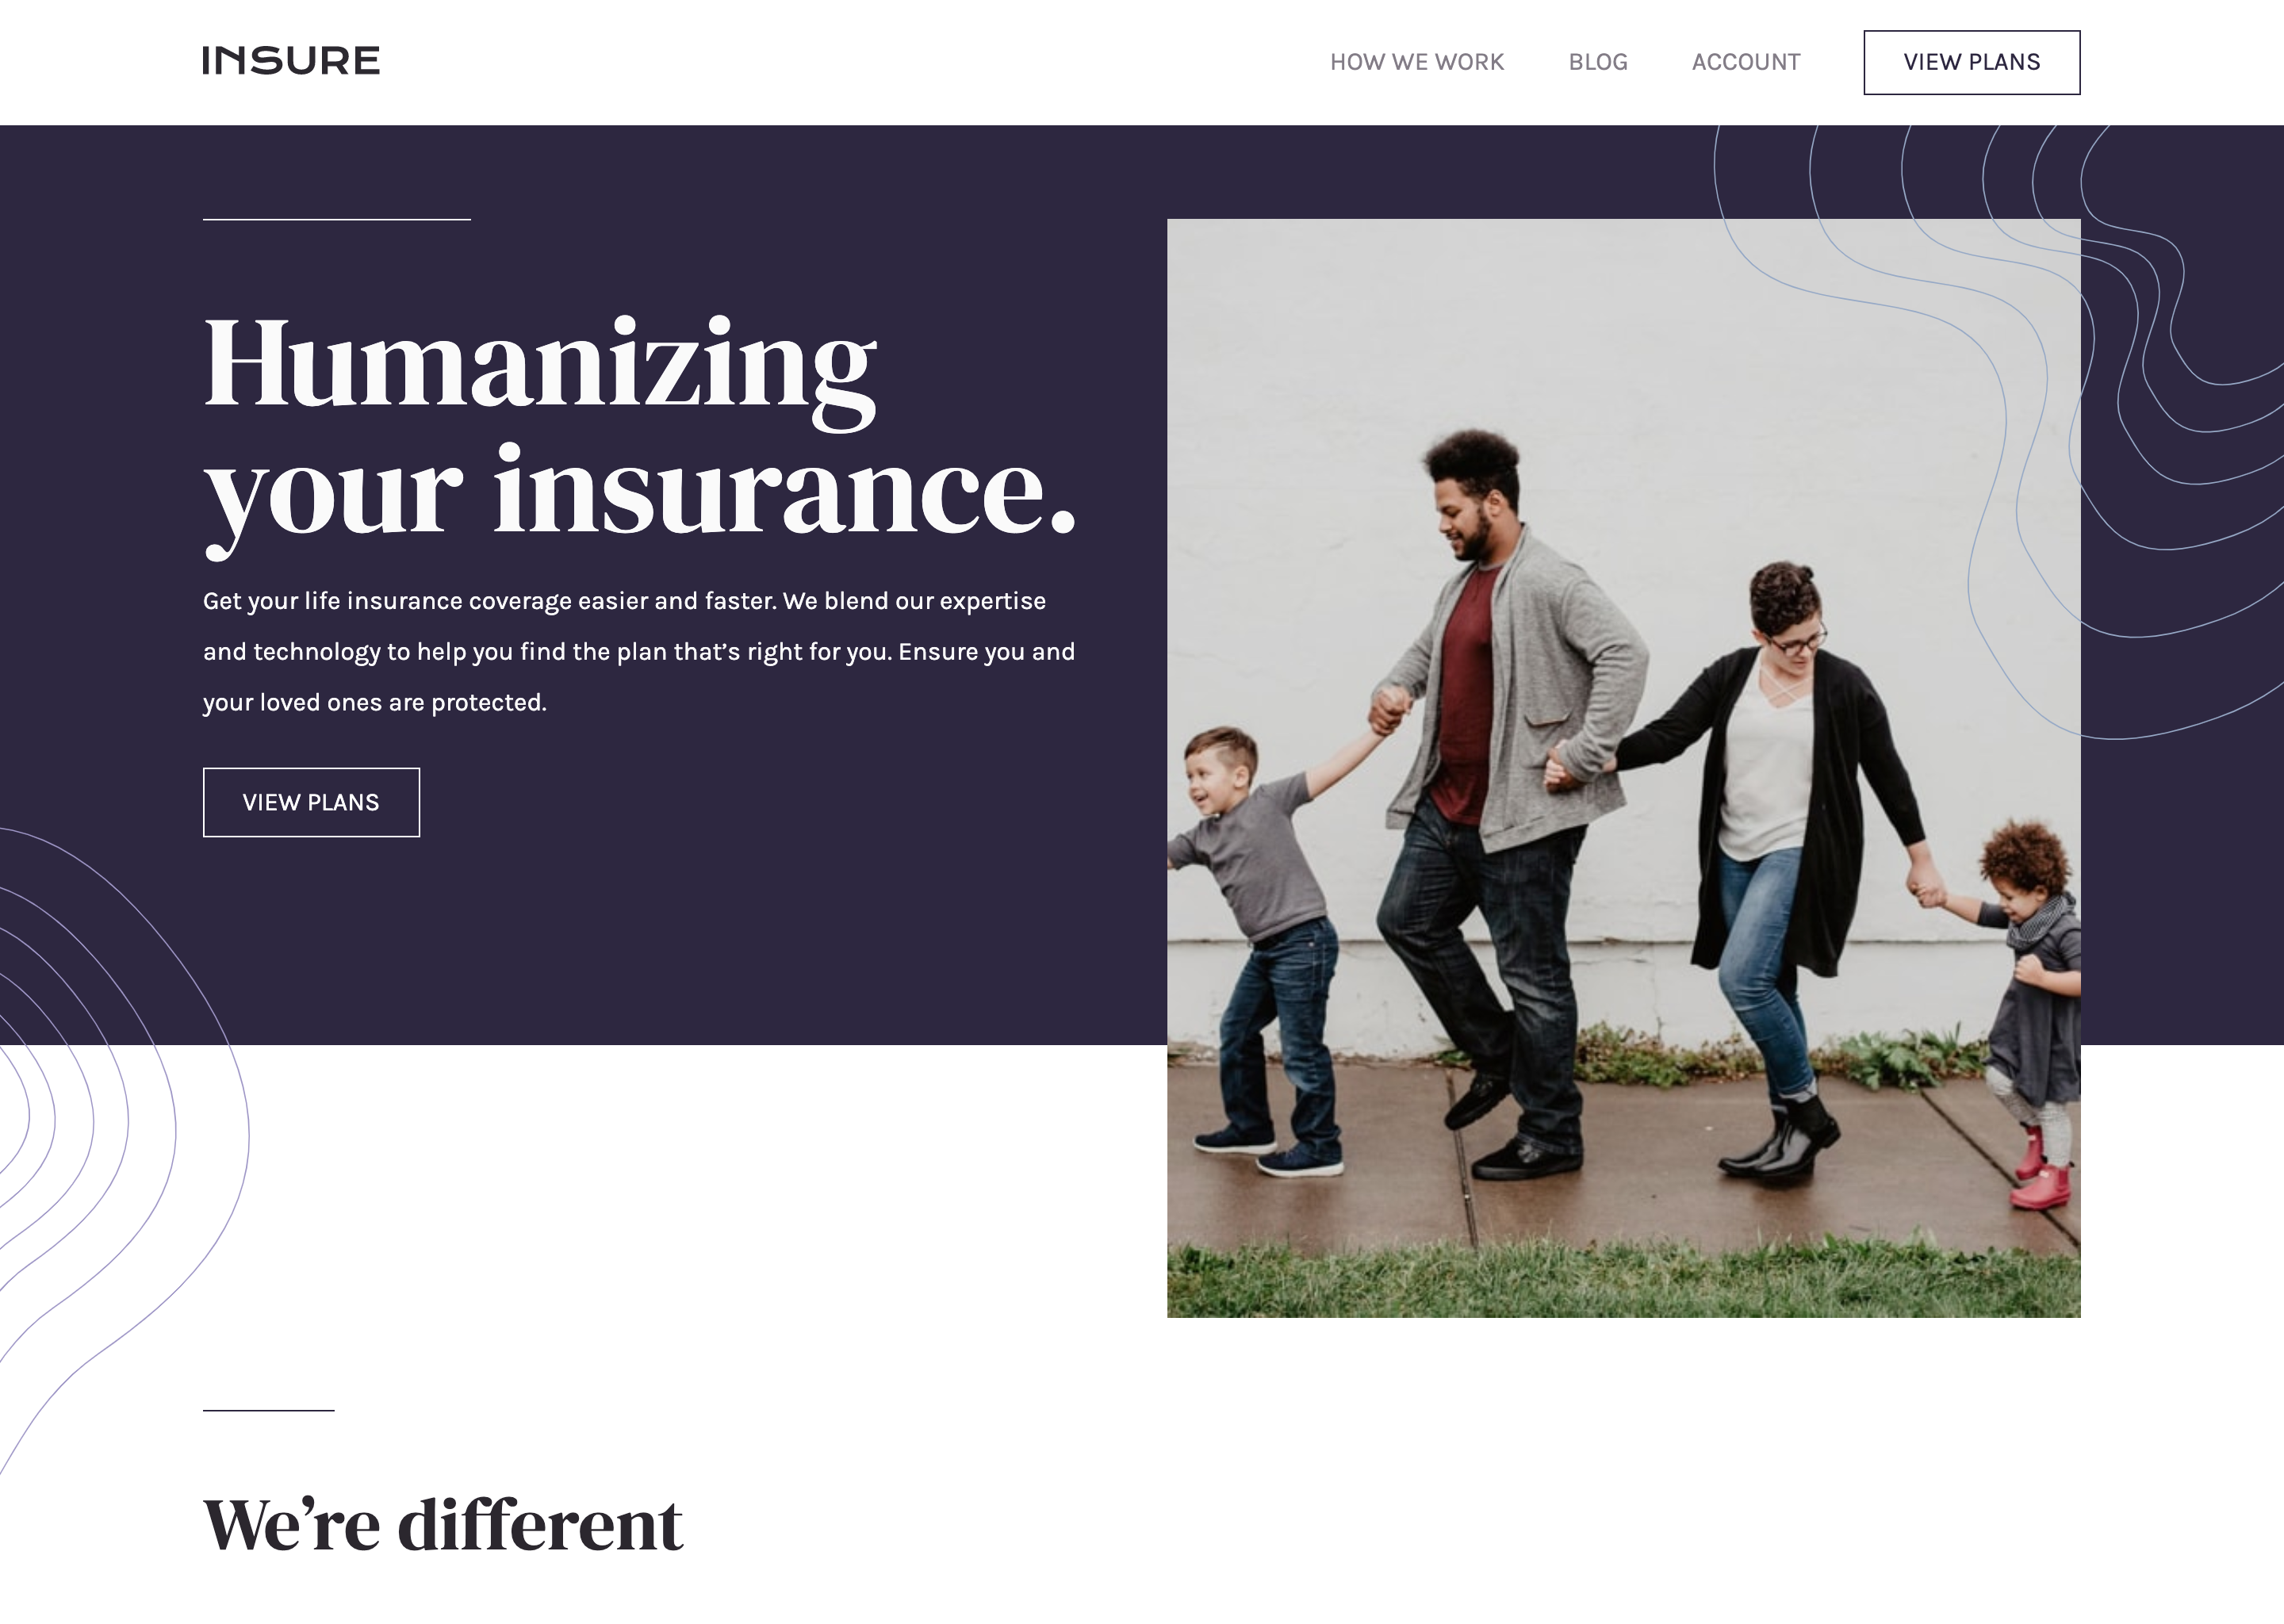 INSURE
HOW WE WORK
BLOG
ACCOUNT
VIEW PLANS
Humanizing
your insurance.
Get your life insurance coverage easier and faster. We blend our expertise
and technology to help you find the plan that’s right for you. Ensure you and
your loved ones are protected.
VIEW PLANS
We’re different